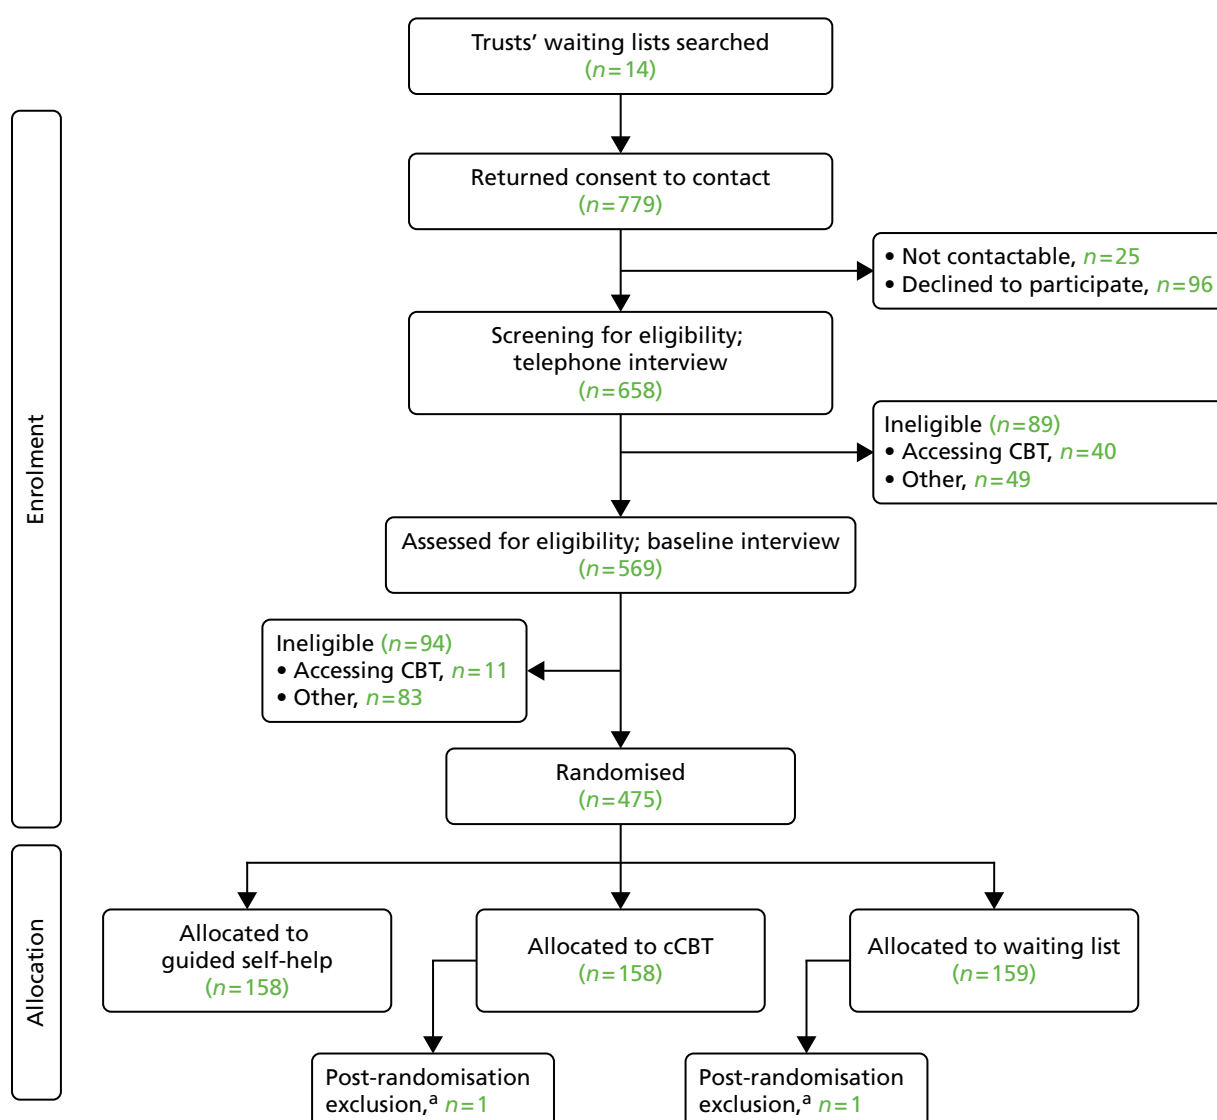 Trusts' waiting lists searched
(n=14)
Enrolment
Returned consent to contact
(n=779)
• Not contactable, n=25
• Declined to participate, n=96
Screening for eligibility;
telephone interview
(n=658)
Ineligible (n=89)
• Accessing CBT, n=40
• Other, n=49
Assessed for eligibility; baseline interview
(n=569)
Ineligible (n=94)
• Accessing CBT, n=11
• Other, n=83
Randomised
(n=475)
Allocation
Allocated to
guided self-help
(n=158)
Allocated to cCBT
(n=158)
Allocated to waiting list
(n=159)
Post-randomisation
exclusion,ᵃ n=1
Post-randomisation
exclusion,ᵃ n=1